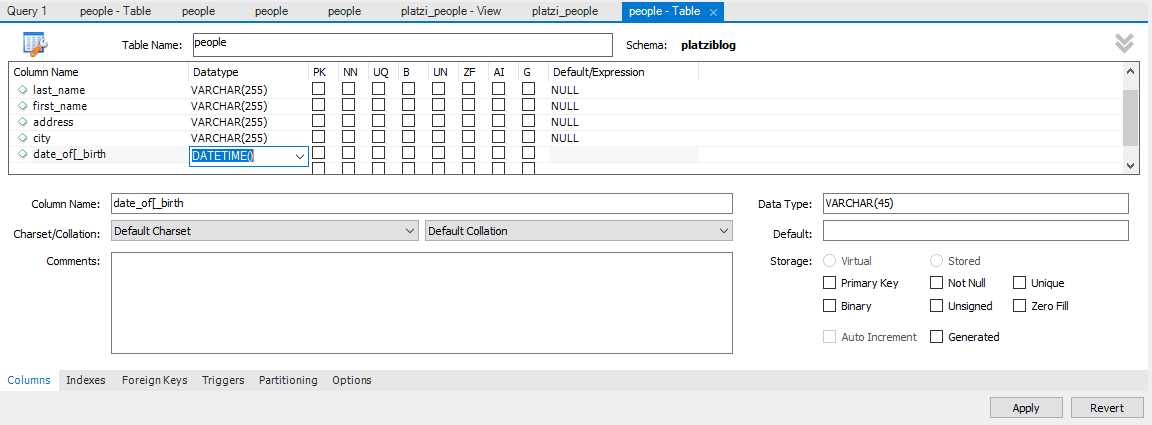 Query 1 people - Table people people people platzi_people - View platzi_people people - Table ×
Table Name: people Schema: platziblog
Column Name Datatype PK NN UQ B UN ZF AI G Default/Expression
last_name VARCHAR(255) NULL
first_name VARCHAR(255) NULL
address VARCHAR(255) NULL
city VARCHAR(255) NULL
date_of[_birth DATETIME()
Column Name: date_of[_birth Data Type: VARCHAR(45)
Charset/Collation: Default Charset Default Collation Default:
Comments: Storage: Virtual Stored
Primary Key Not Null Unique
Binary Unsigned Zero Fill
Auto Increment Generated
Columns Indexes Foreign Keys Triggers Partitioning Options
Apply Revert